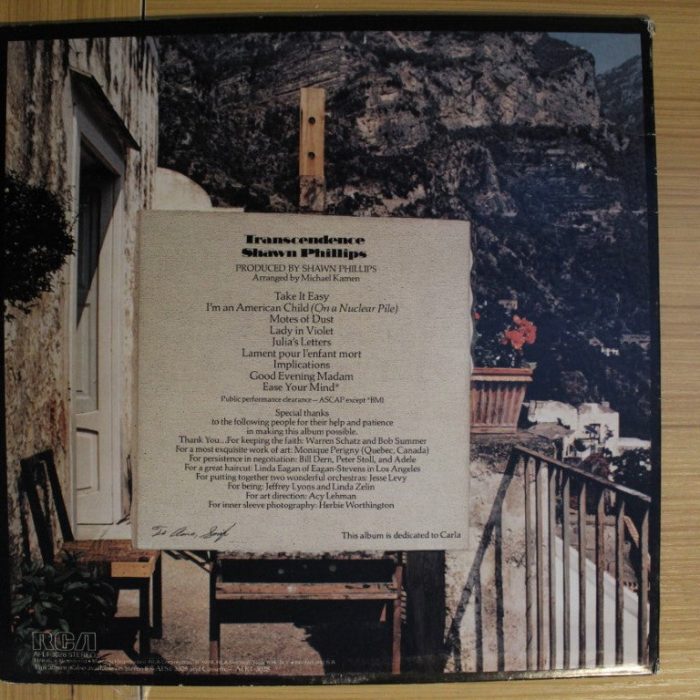 Transcendence
Shawn Phillips
PRODUCED BY SHAWN PHILLIPS
Arranged by Michael Kamen
Take It Easy
I'm an American Child (On a Nuclear Pile)
Motes of Dust
Lady in Violet
Julia's Letters
Lament pour l'enfant mort
Implications
Good Evening Madam
Ease Your Mind*
Public performance clearance—ASCAP except *BMI
Special thanks
to the following people for their help and patience
in making this album possible.
Thank You...For keeping the faith: Warren Schatz and Bob Summer
For a most exquisite work of art: Monique Perigny (Quebec, Canada)
For persistence in negotiation: Bill Dern, Peter Stoll, and Adele
For a great haircut: Linda Eagan of Eagan-Stevens in Los Angeles
For putting together two wonderful orchestras: Jesse Levy
For being: Jeffrey Lyons and Linda Zelin
For art direction: Acy Lehman
For inner sleeve photography: Herbie Worthington
This album is dedicated to Carla
RCA
AFL1-3028 STEREO